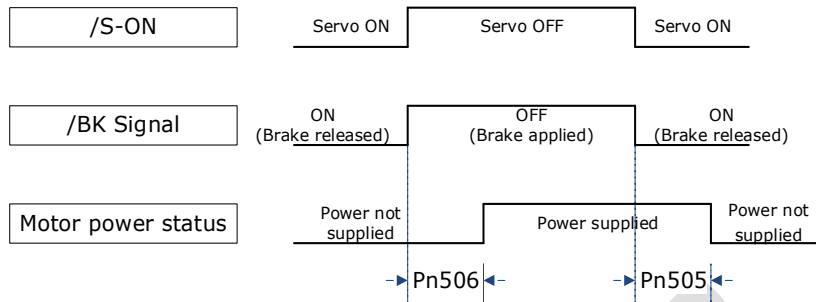 /S-ON
Servo ON
Servo OFF
Servo ON
/BK Signal
ON
(Brake released)
OFF
(Brake applied)
ON
(Brake released)
Motor power status
Power not
supplied
Power supplied
Power not
supplied
Pn506
Pn505